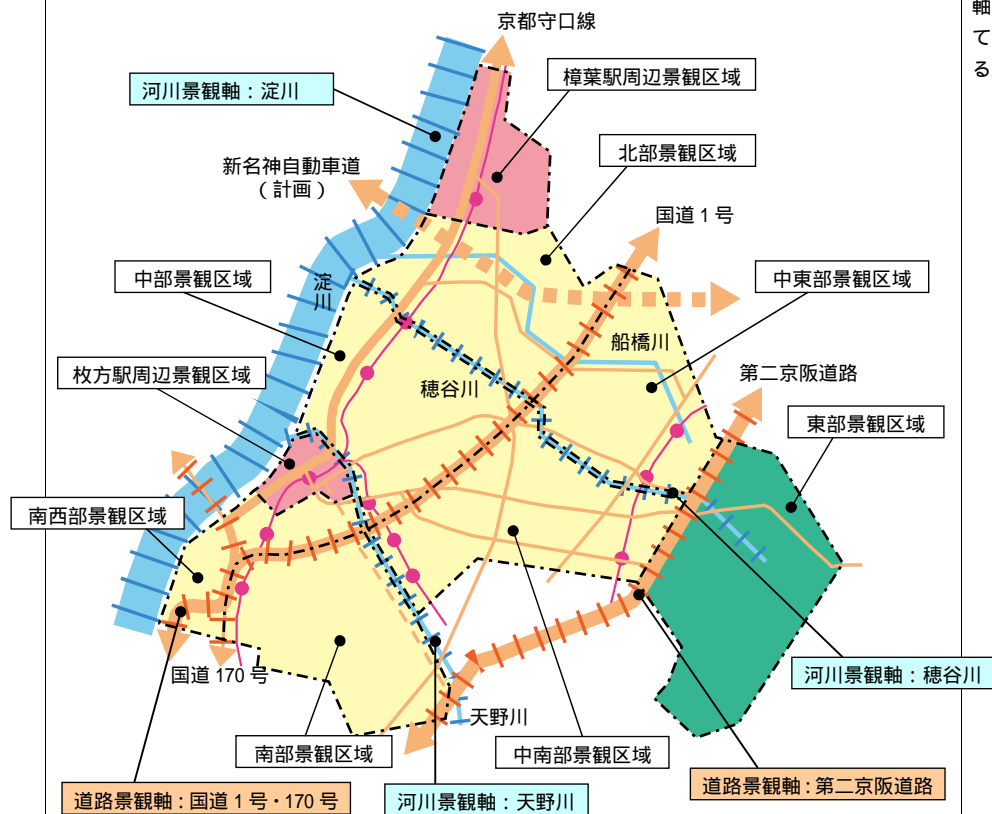 軸
て
る
京都守口線
樟葉駅周辺景観区域
河川景観軸：淀川
北部景観区域
新名神自動車道
（計画）
国道１号
中部景観区域
淀川
中東部景観区域
船橋川
枚方駅周辺景観区域
穂谷川
第二京阪道路
東部景観区域
南西部景観区域
国道 170 号
河川景観軸：穂谷川
天野川
南部景観区域
中南部景観区域
道路景観軸：第二京阪道路
道路景観軸：国道１号・170 号
河川景観軸：天野川